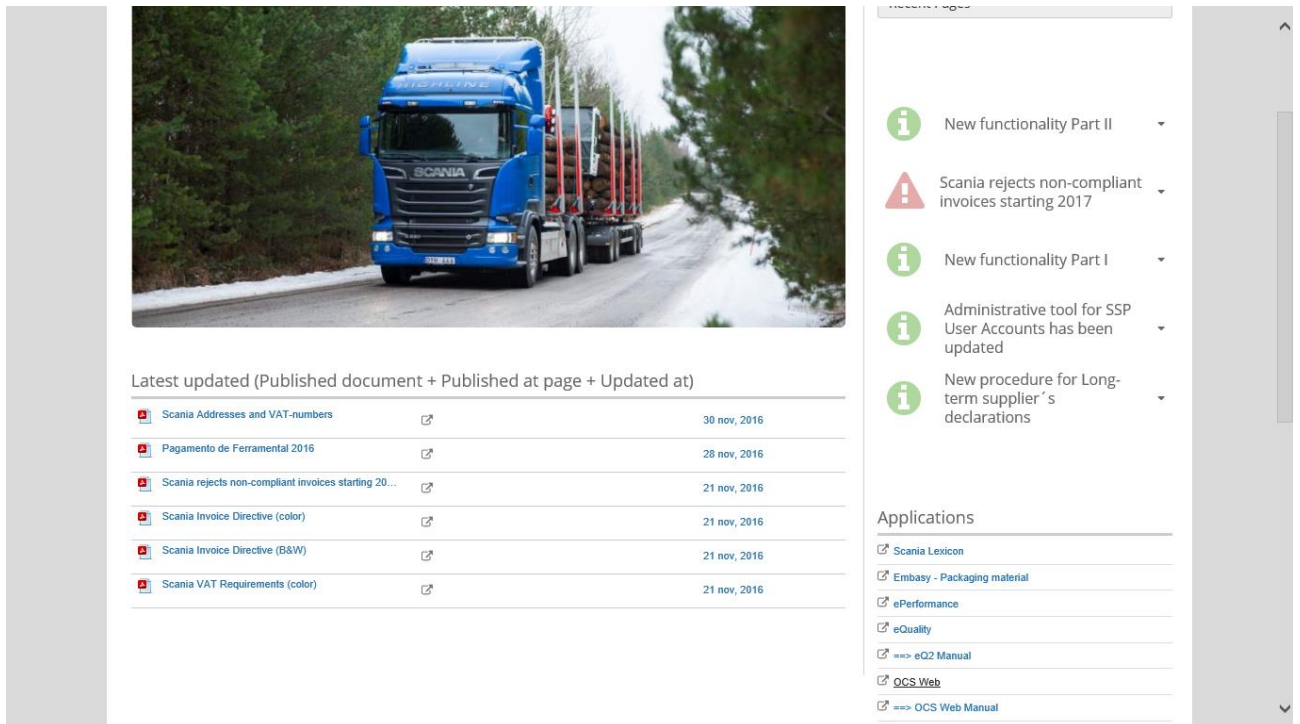 Recent Pages
HIGHLINE
SCANIA
New functionality Part II
Scania rejects non-compliant
invoices starting 2017
New functionality Part I
Administrative tool for SSP
User Accounts has been
updated
New procedure for Long-
term supplier´s
declarations
Latest updated (Published document + Published at page + Updated at)
Scania Addresses and VAT-numbers 30 nov, 2016
Pagamento de Ferramental 2016 28 nov, 2016
Scania rejects non-compliant invoices starting 20... 21 nov, 2016
Scania Invoice Directive (color) 21 nov, 2016
Scania Invoice Directive (B&W) 21 nov, 2016
Scania VAT Requirements (color) 21 nov, 2016
Applications
Scania Lexicon
Embasy - Packaging material
ePerformance
eQuality
==> eQ2 Manual
OCS Web
==> OCS Web Manual